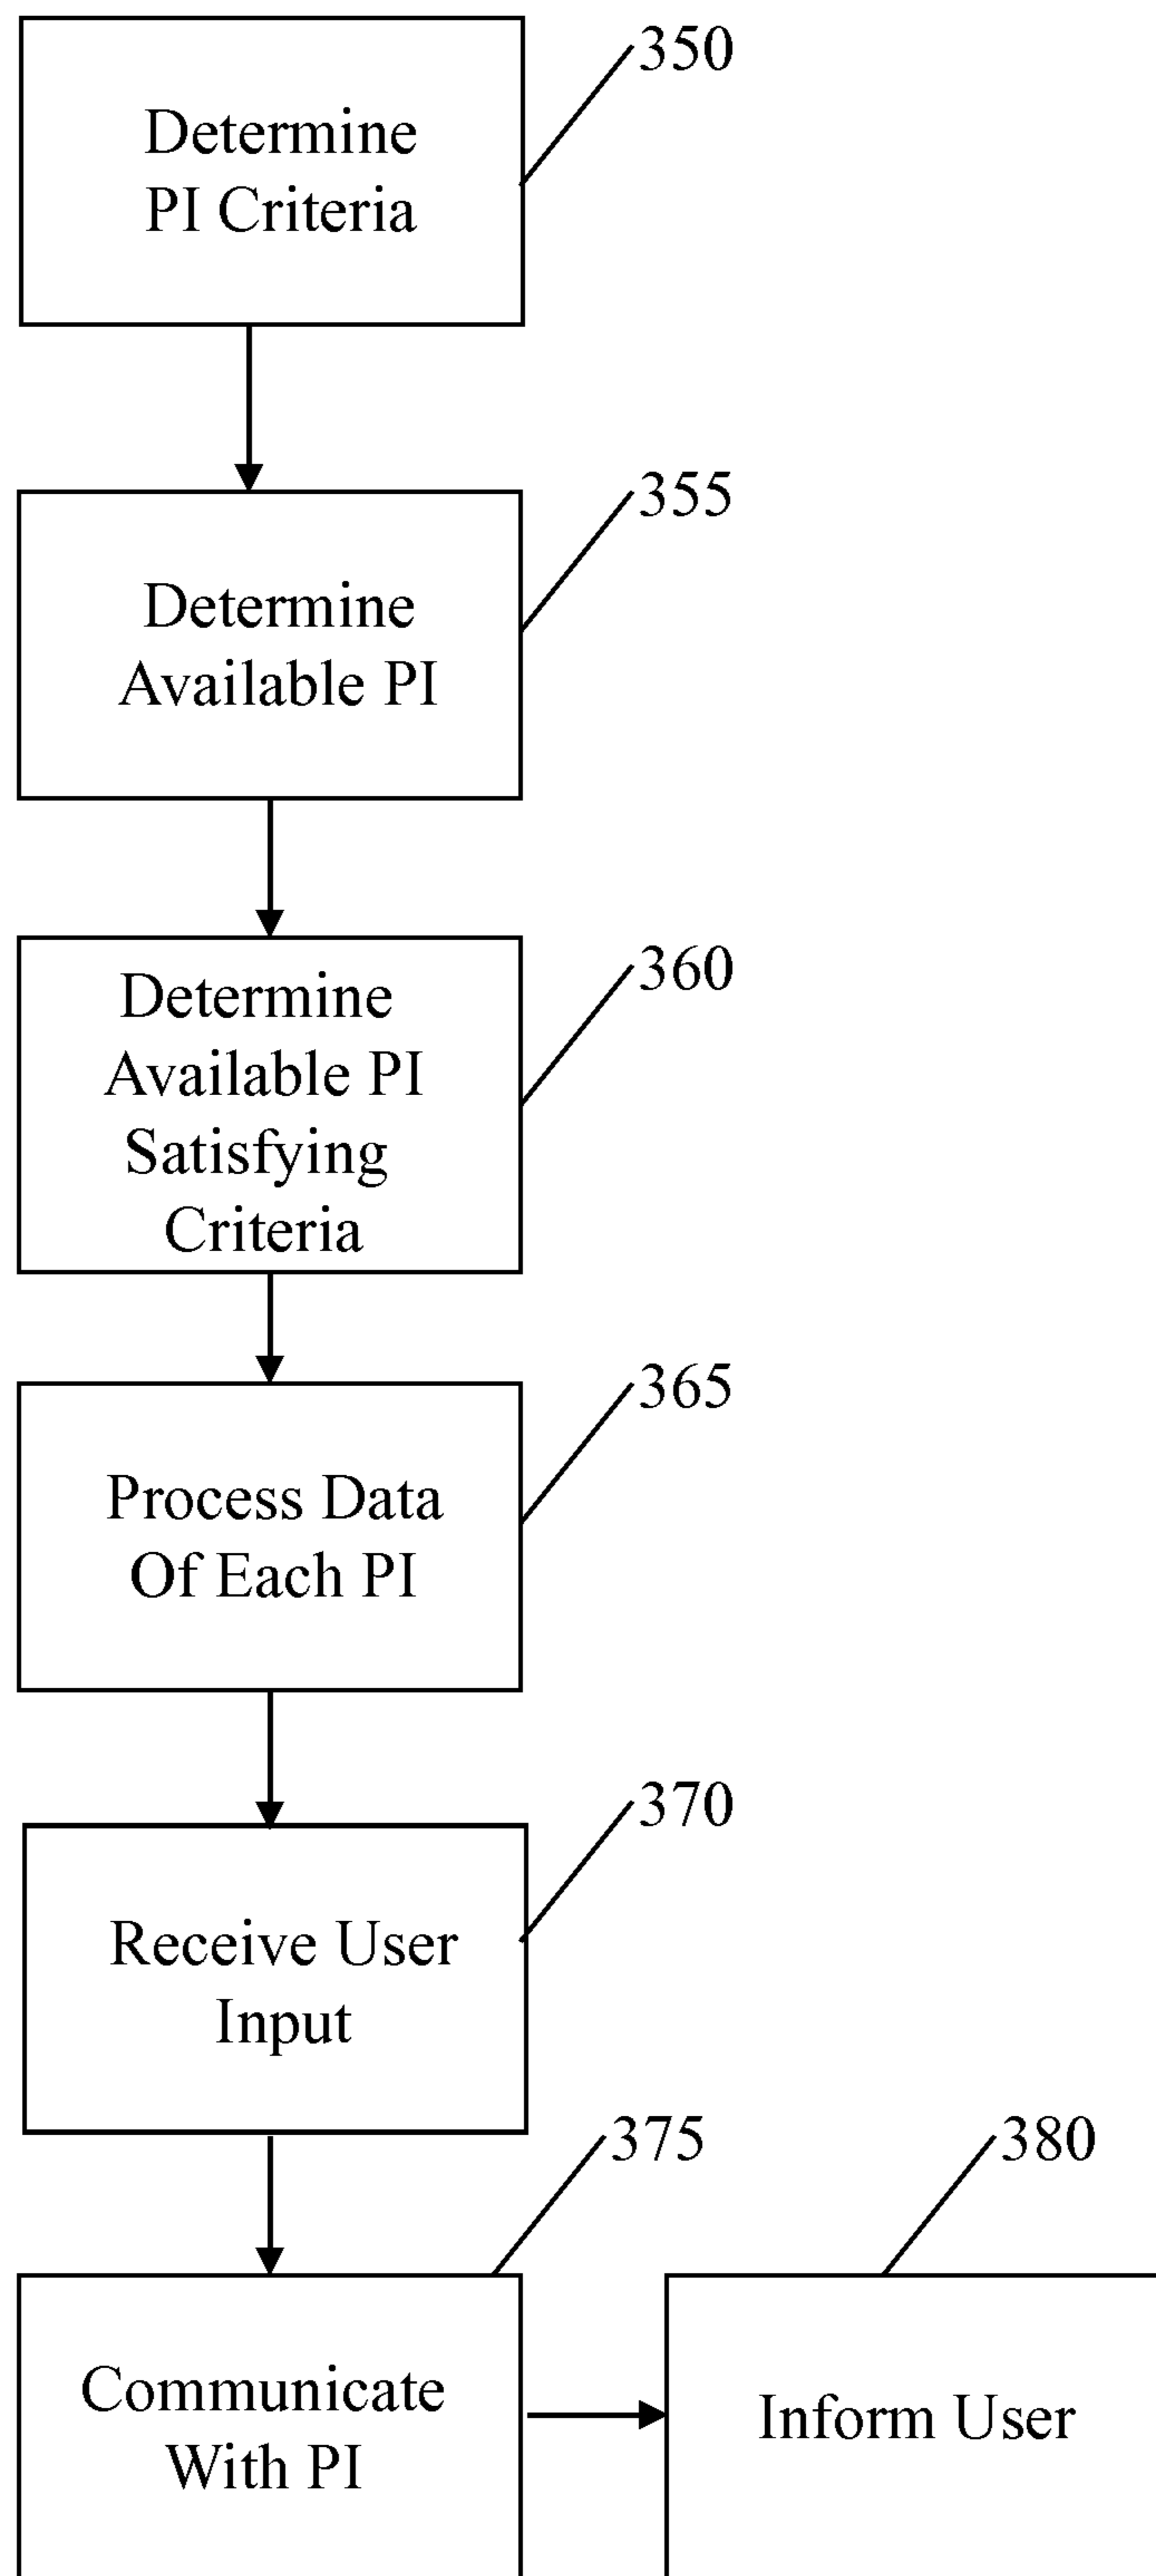 350
Determine
PI Criteria
355
Determine
Available PI
360
Determine
Available PI
Satisfying
Criteria
365
Process Data
Of Each PI
370
Receive User
Input
375
380
Communicate
With PI
Inform User